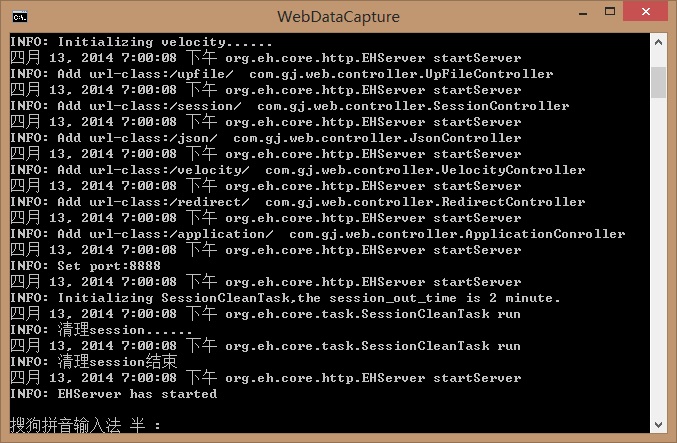 WebDataCapture
INFO: Initializing velocity......
四月 13, 2014 7:00:08 下午 org.eh.core.http.EHServer startServer
INFO: Add url-class:/upfile/  com.gj.web.controller.UpFileController
四月 13, 2014 7:00:08 下午 org.eh.core.http.EHServer startServer
INFO: Add url-class:/session/  com.gj.web.controller.SessionController
四月 13, 2014 7:00:08 下午 org.eh.core.http.EHServer startServer
INFO: Add url-class:/json/  com.gj.web.controller.JsonController
四月 13, 2014 7:00:08 下午 org.eh.core.http.EHServer startServer
INFO: Add url-class:/velocity/  com.gj.web.controller.VelocityController
四月 13, 2014 7:00:08 下午 org.eh.core.http.EHServer startServer
INFO: Add url-class:/redirect/  com.gj.web.controller.RedirectController
四月 13, 2014 7:00:08 下午 org.eh.core.http.EHServer startServer
INFO: Add url-class:/application/  com.gj.web.controller.ApplicationConroller
四月 13, 2014 7:00:08 下午 org.eh.core.http.EHServer startServer
INFO: Set port:8888
四月 13, 2014 7:00:08 下午 org.eh.core.http.EHServer startServer
INFO: Initializing SessionCleanTask,the session_out_time is 2 minute.
四月 13, 2014 7:00:08 下午 org.eh.core.task.SessionCleanTask run
INFO: 清理session......
四月 13, 2014 7:00:08 下午 org.eh.core.task.SessionCleanTask run
INFO: 清理session结束
四月 13, 2014 7:00:08 下午 org.eh.core.http.EHServer startServer
INFO: EHServer has started
搜狗拼音输入法 半 :